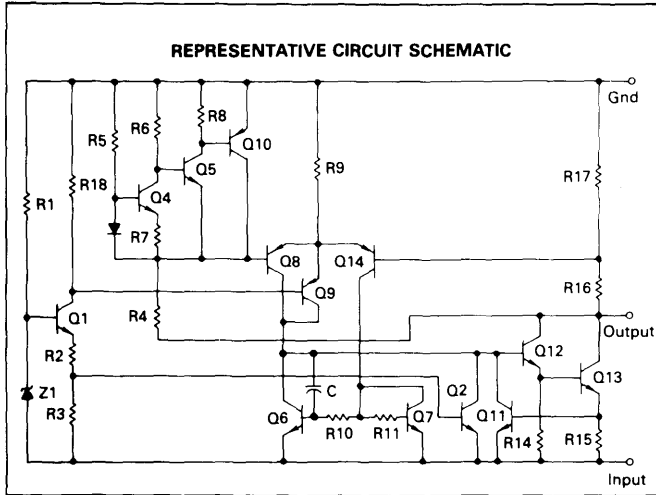 REPRESENTATIVE CIRCUIT SCHEMATIC
Gnd
R8
R6
R5
Q10
R9
R17
Q5
R18
Q4
R1
R7
Q8
Q14
R16
Q9
Q1
R4
Output
Q12
R2
Q13
C
Q2
Z1
R3
Q6
Q7
Q11
R10
R11
R14
R15
Input